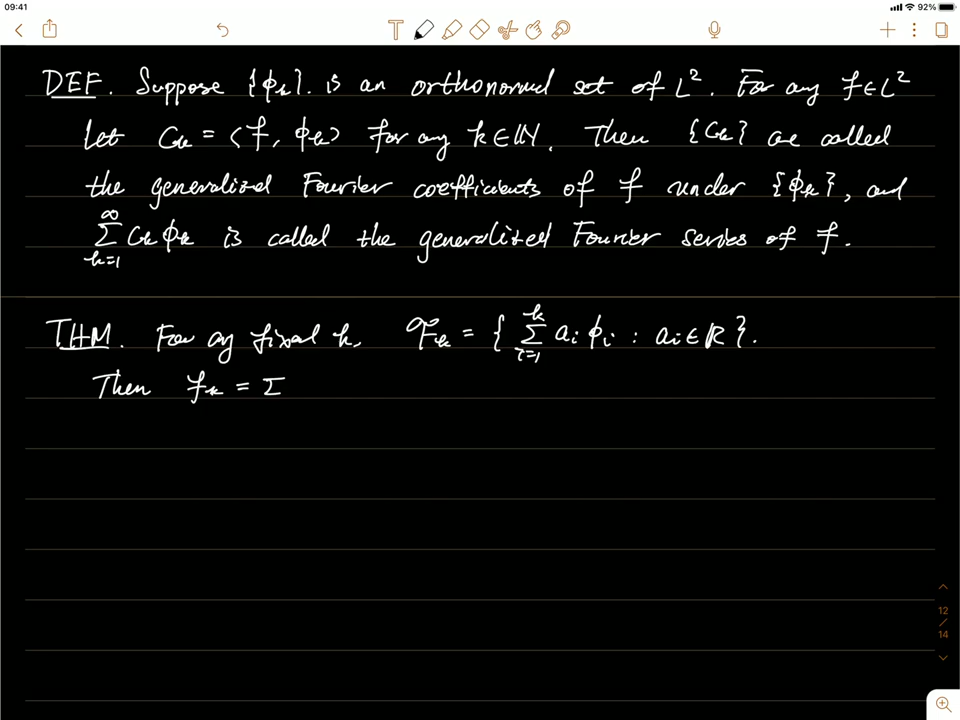 09:41
92%
T
DEF. Suppose {ϕₖ}. is an orthonormal set of L². For any f∈L²
let Cₖ = ⟨f, ϕₖ⟩ for any k∈ℕ. Then {Cₖ} are called
the generalized Fourier coefficients of f under {ϕₖ}, and
∑_{k=1}^{∞} Cₖ ϕₖ is called the generalized Fourier series of f.
THM. For any fixed k, ℱₖ = { ∑_{i=1}^{k} aᵢ ϕᵢ : aᵢ∈ℝ }.
Then fₖ = Σ
12
/
14